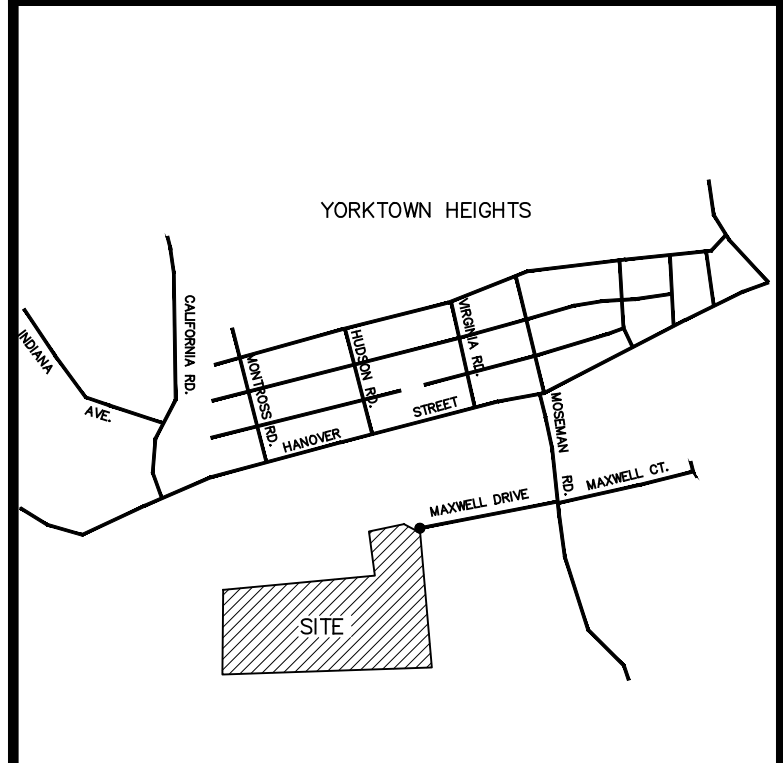 YORKTOWN HEIGHTS
CALIFORNIA RD.
INDIANA
AVE.
MONTROSS RD.
HUDSON RD.
VIRGINIA RD.
HANOVER
STREET
MOSEMAN
RD.
MAXWELL DRIVE
MAXWELL CT.
SITE